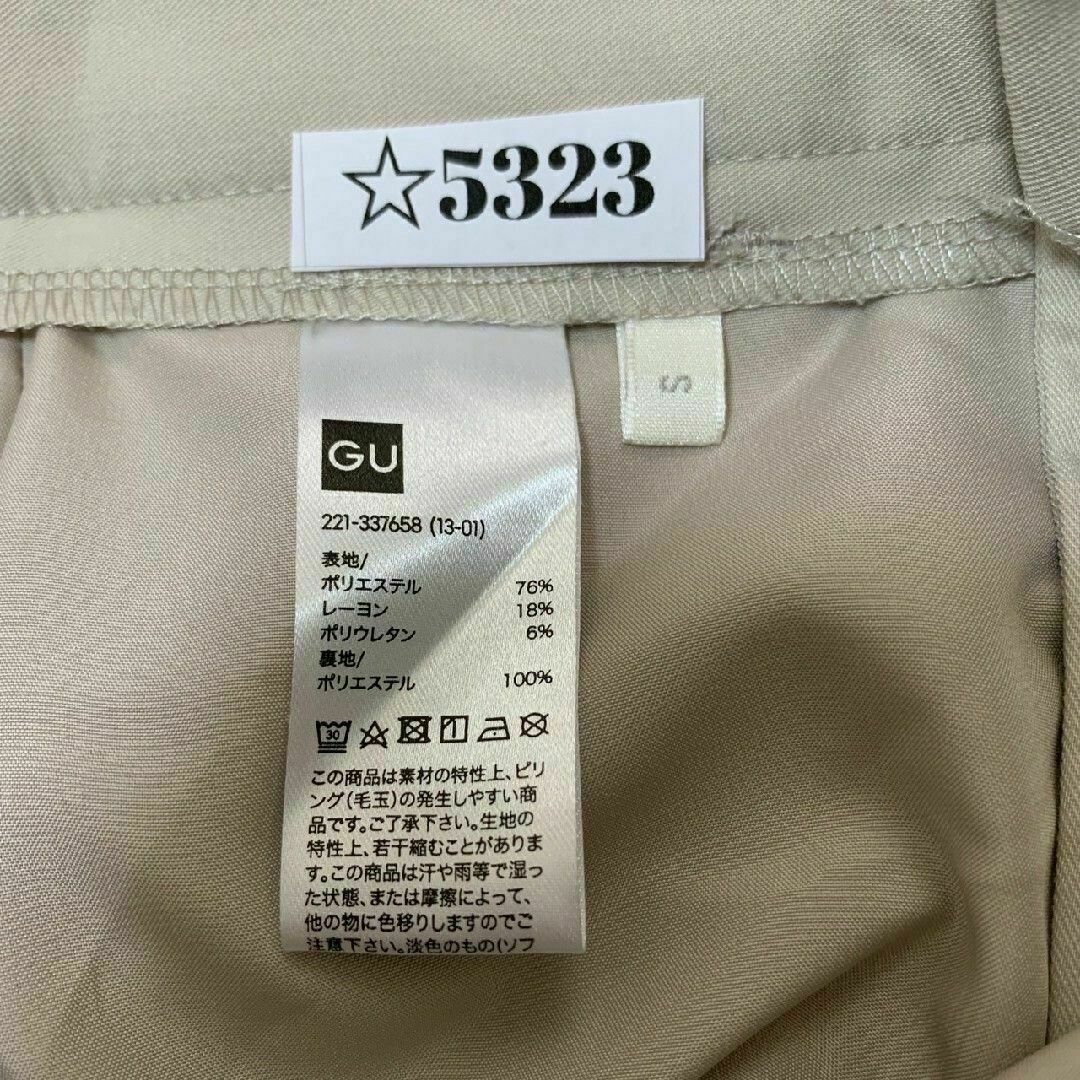 ☆5323
S
GU
221-337658 (13-01)
表地/
ポリエステル 76%
レーヨン 18%
ポリウレタン 6%
裏地/
ポリエステル 100%
30
この商品は素材の特性上、ピリ
ング(毛玉)の発生しやすい商
品です。ご了承下さい。生地の
特性上、若干縮むことがありま
す。この商品は汗や雨等で湿っ
た状態、または摩擦によって、
他の物に色移りしますのでご
注意下さい。淡色のもの(ソフ